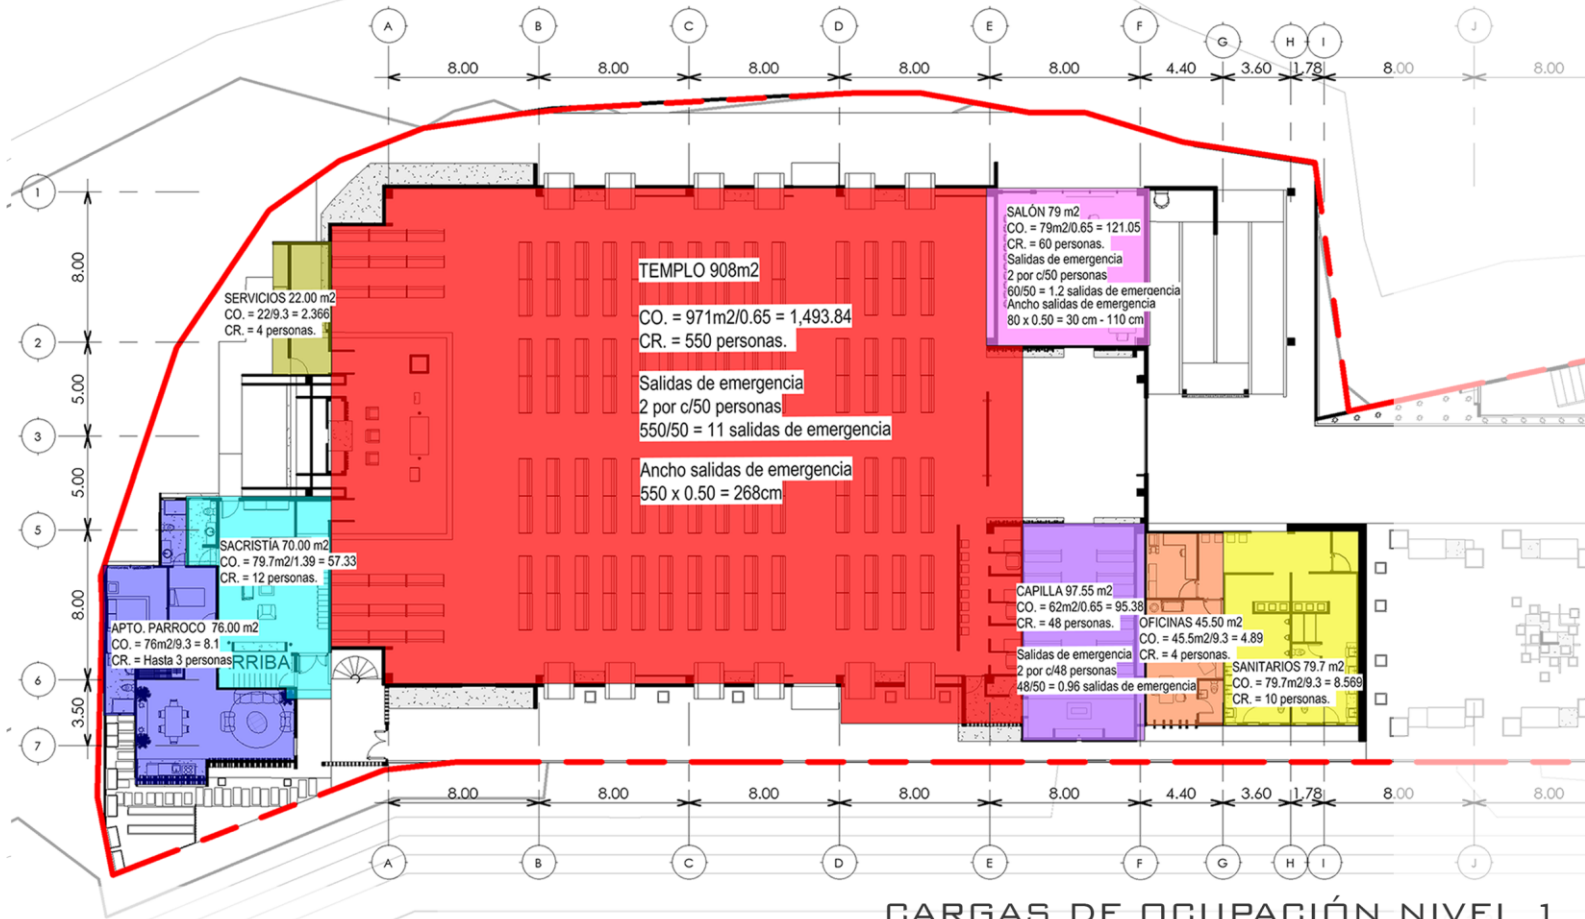 A B C D E F G H I J
8.00 8.00 8.00 8.00 8.00 4.40 3.60 1.78 8.00 8.00
1
8.00
2
5.00
3
5.00
5
8.00
6
3.50
7
SERVICIOS 22.00 m2
CO. = 22/9.3 = 2.366
CR. = 4 personas.
TEMPLO 908m2
CO. = 971m2/0.65 = 1,493.84
CR. = 550 personas.
Salidas de emergencia
2 por c/50 personas
550/50 = 11 salidas de emergencia
Ancho salidas de emergencia
550 x 0.50 = 268cm
SALÓN 79 m2
CO. = 79m2/0.65 = 121.05
CR. = 60 personas.
Salidas de emergencia
2 por c/50 personas
60/50 = 1.2 salidas de emergencia
Ancho salidas de emergencia
80 x 0.50 = 30 cm - 110 cm
SACRISTÍA 70.00 m2
CO. = 79.7m2/1.39 = 57.33
CR. = 12 personas.
APTO. PARROCO 76.00 m2
CO. = 76m2/9.3 = 8.1
CR. = Hasta 3 personas
RRIBA
CAPILLA 97.55 m2
CO. = 62m2/0.65 = 95.38
CR. = 48 personas.
Salidas de emergencia
2 por c/48 personas
48/50 = 0.96 salidas de emergencia
OFICINAS 45.50 m2
CO. = 45.5m2/9.3 = 4.89
CR. = 4 personas.
SANITARIOS 79.7 m2
CO. = 79.7m2/9.3 = 8.569
CR. = 10 personas.
8.00 8.00 8.00 8.00 8.00 4.40 3.60 1.78 8.00 8.00
A B C D E F G H I J
CARGAS DE OCUPACIÓN NIVEL 1